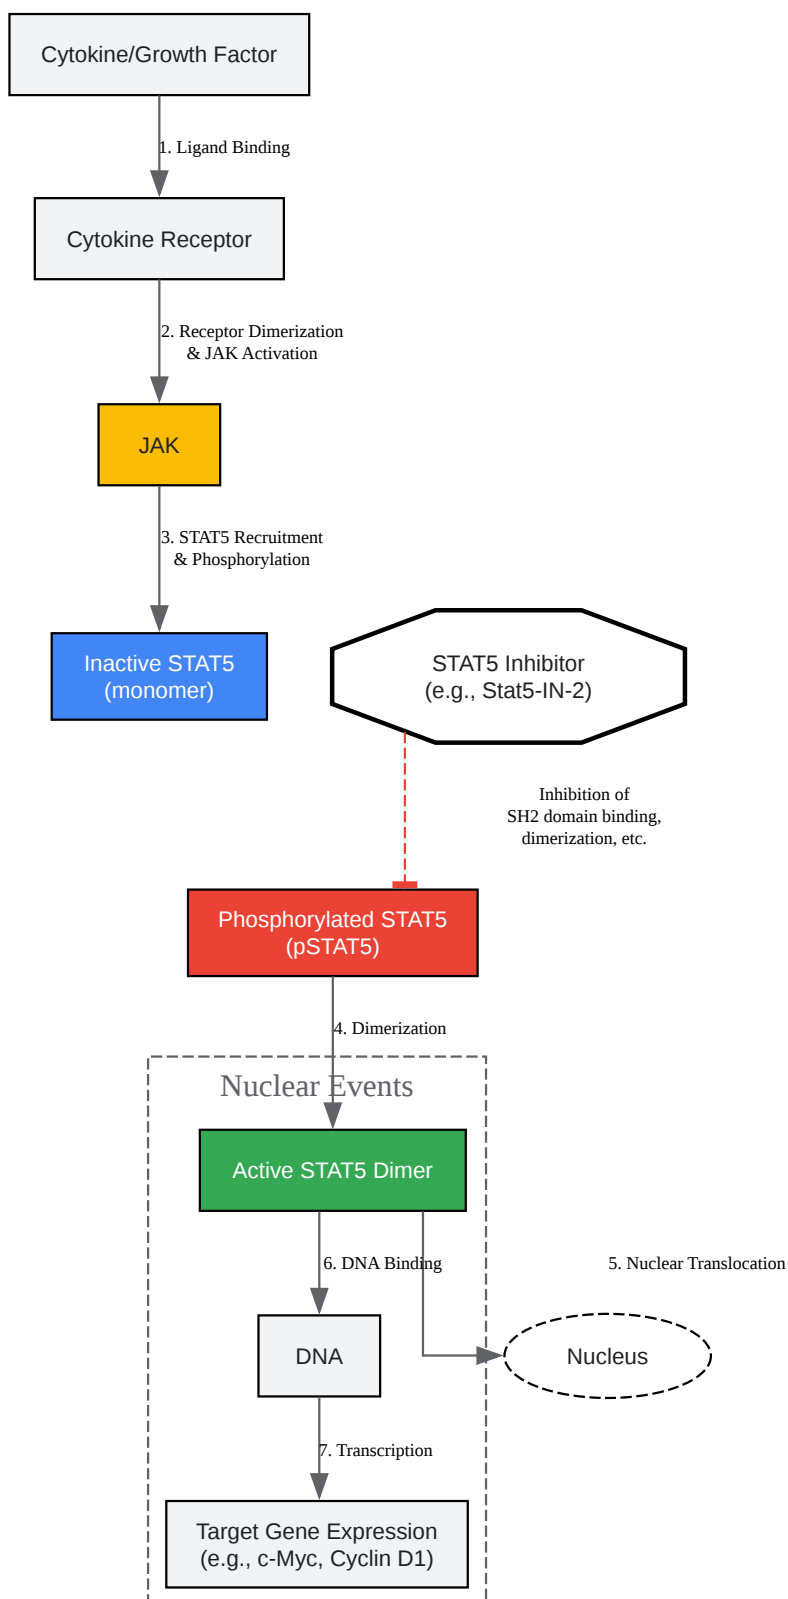 Cytokine/Growth Factor
1. Ligand Binding
Cytokine Receptor
2. Receptor Dimerization
& JAK Activation
JAK
3. STAT5 Recruitment
& Phosphorylation
Inactive STAT5
(monomer)
STAT5 Inhibitor
(e.g., Stat5-IN-2)
Inhibition of
SH2 domain binding,
dimerization, etc.
Phosphorylated STAT5
(pSTAT5)
4. Dimerization
Nuclear Events
Active STAT5 Dimer
6. DNA Binding
5. Nuclear Translocation
DNA
Nucleus
7. Transcription
Target Gene Expression
(e.g., c-Myc, Cyclin D1)